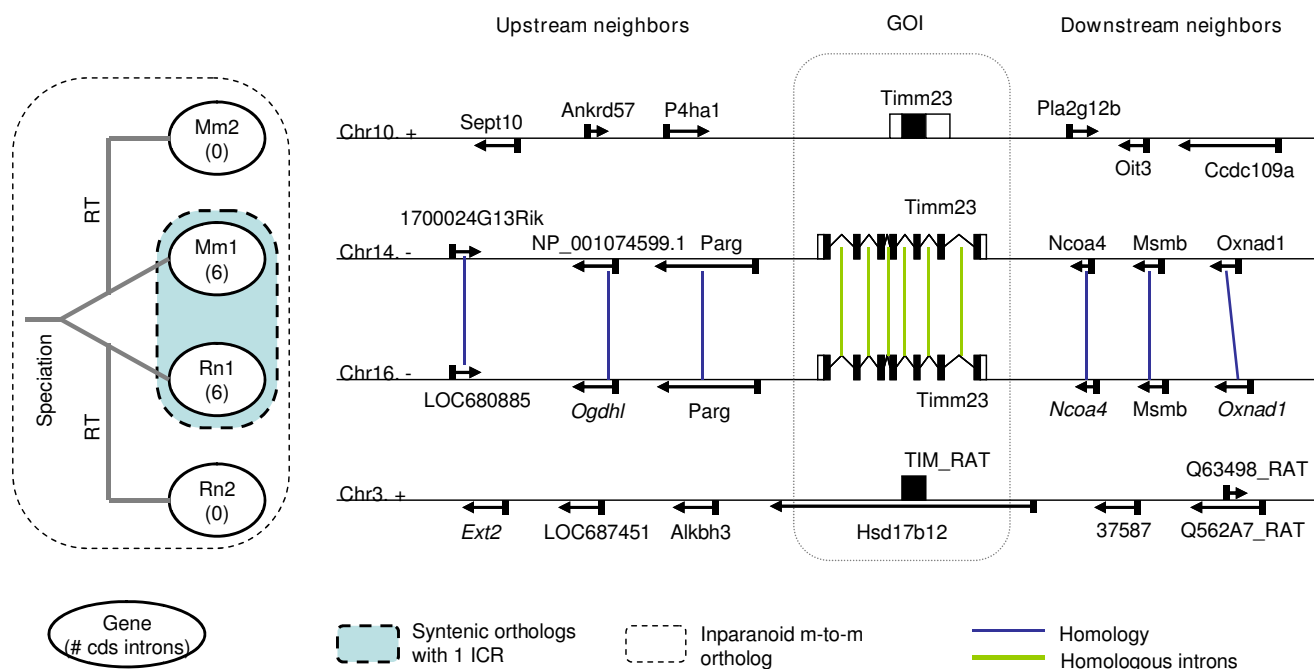 Upstream neighbors
GOI
Downstream neighbors
Mm2
(0)
RT
Mm1
(6)
Speciation
Rn1
(6)
RT
Rn2
(0)
Chr10. +
Sept10
Ankrd57
P4ha1
Timm23
Pla2g12b
Oit3
Ccdc109a
1700024G13Rik
Chr14. -
NP_001074599.1
Parg
Timm23
Ncoa4
Msmb
Oxnad1
Chr16. -
LOC680885
Ogdhl
Parg
Timm23
Ncoa4
Msmb
Oxnad1
TIM_RAT
Q63498_RAT
Chr3. +
Ext2
LOC687451
Alkbh3
Hsd17b12
37587
Q562A7_RAT
Gene
(# cds introns)
Syntenic orthologs
with 1 ICR
Inparanoid m-to-m
ortholog
Homology
Homologous introns